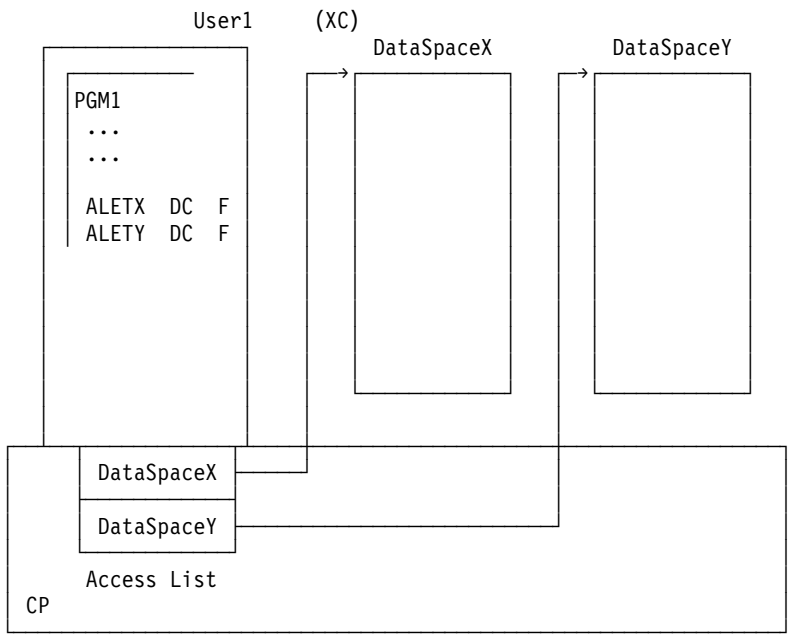 User1 (XC)
DataSpaceX DataSpaceY
PGM1
...
...
ALETX DC F
ALETY DC F
DataSpaceX
DataSpaceY
Access List
CP